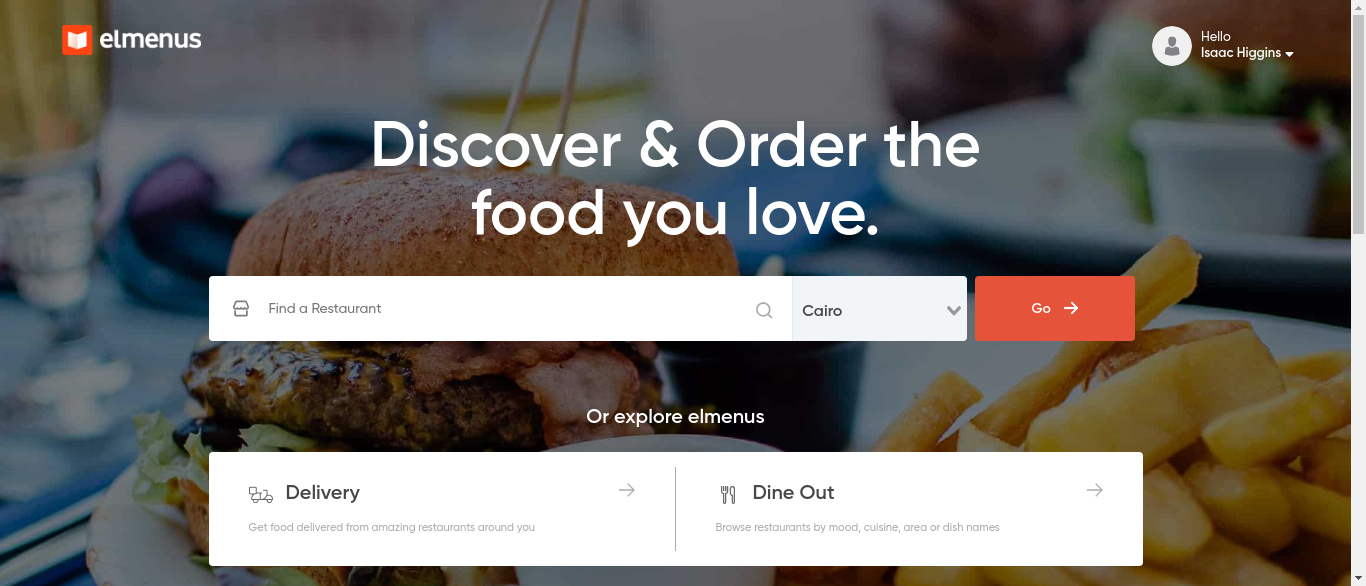 elmenus
Hello
Isaac Higgins
Discover & Order the
food you love.
Find a Restaurant
Cairo
Go
Or explore elmenus
Delivery
Get food delivered from amazing restaurants around you
Dine Out
Browse restaurants by mood, cuisine, area or dish names